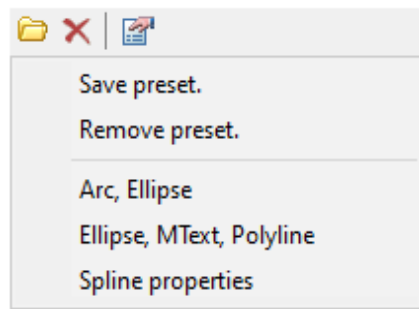 Save preset.
Remove preset.
Arc, Ellipse
Ellipse, MText, Polyline
Spline properties